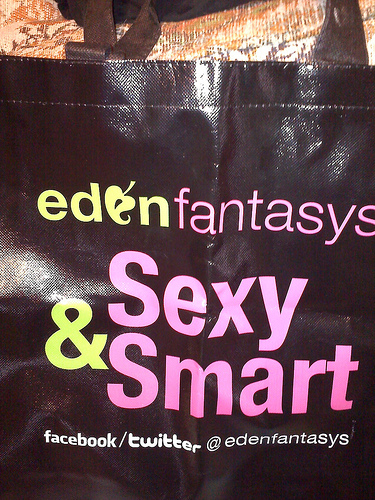 edenfantasys
Sexy
& Smart
facebook/twitter @ edenfantasys